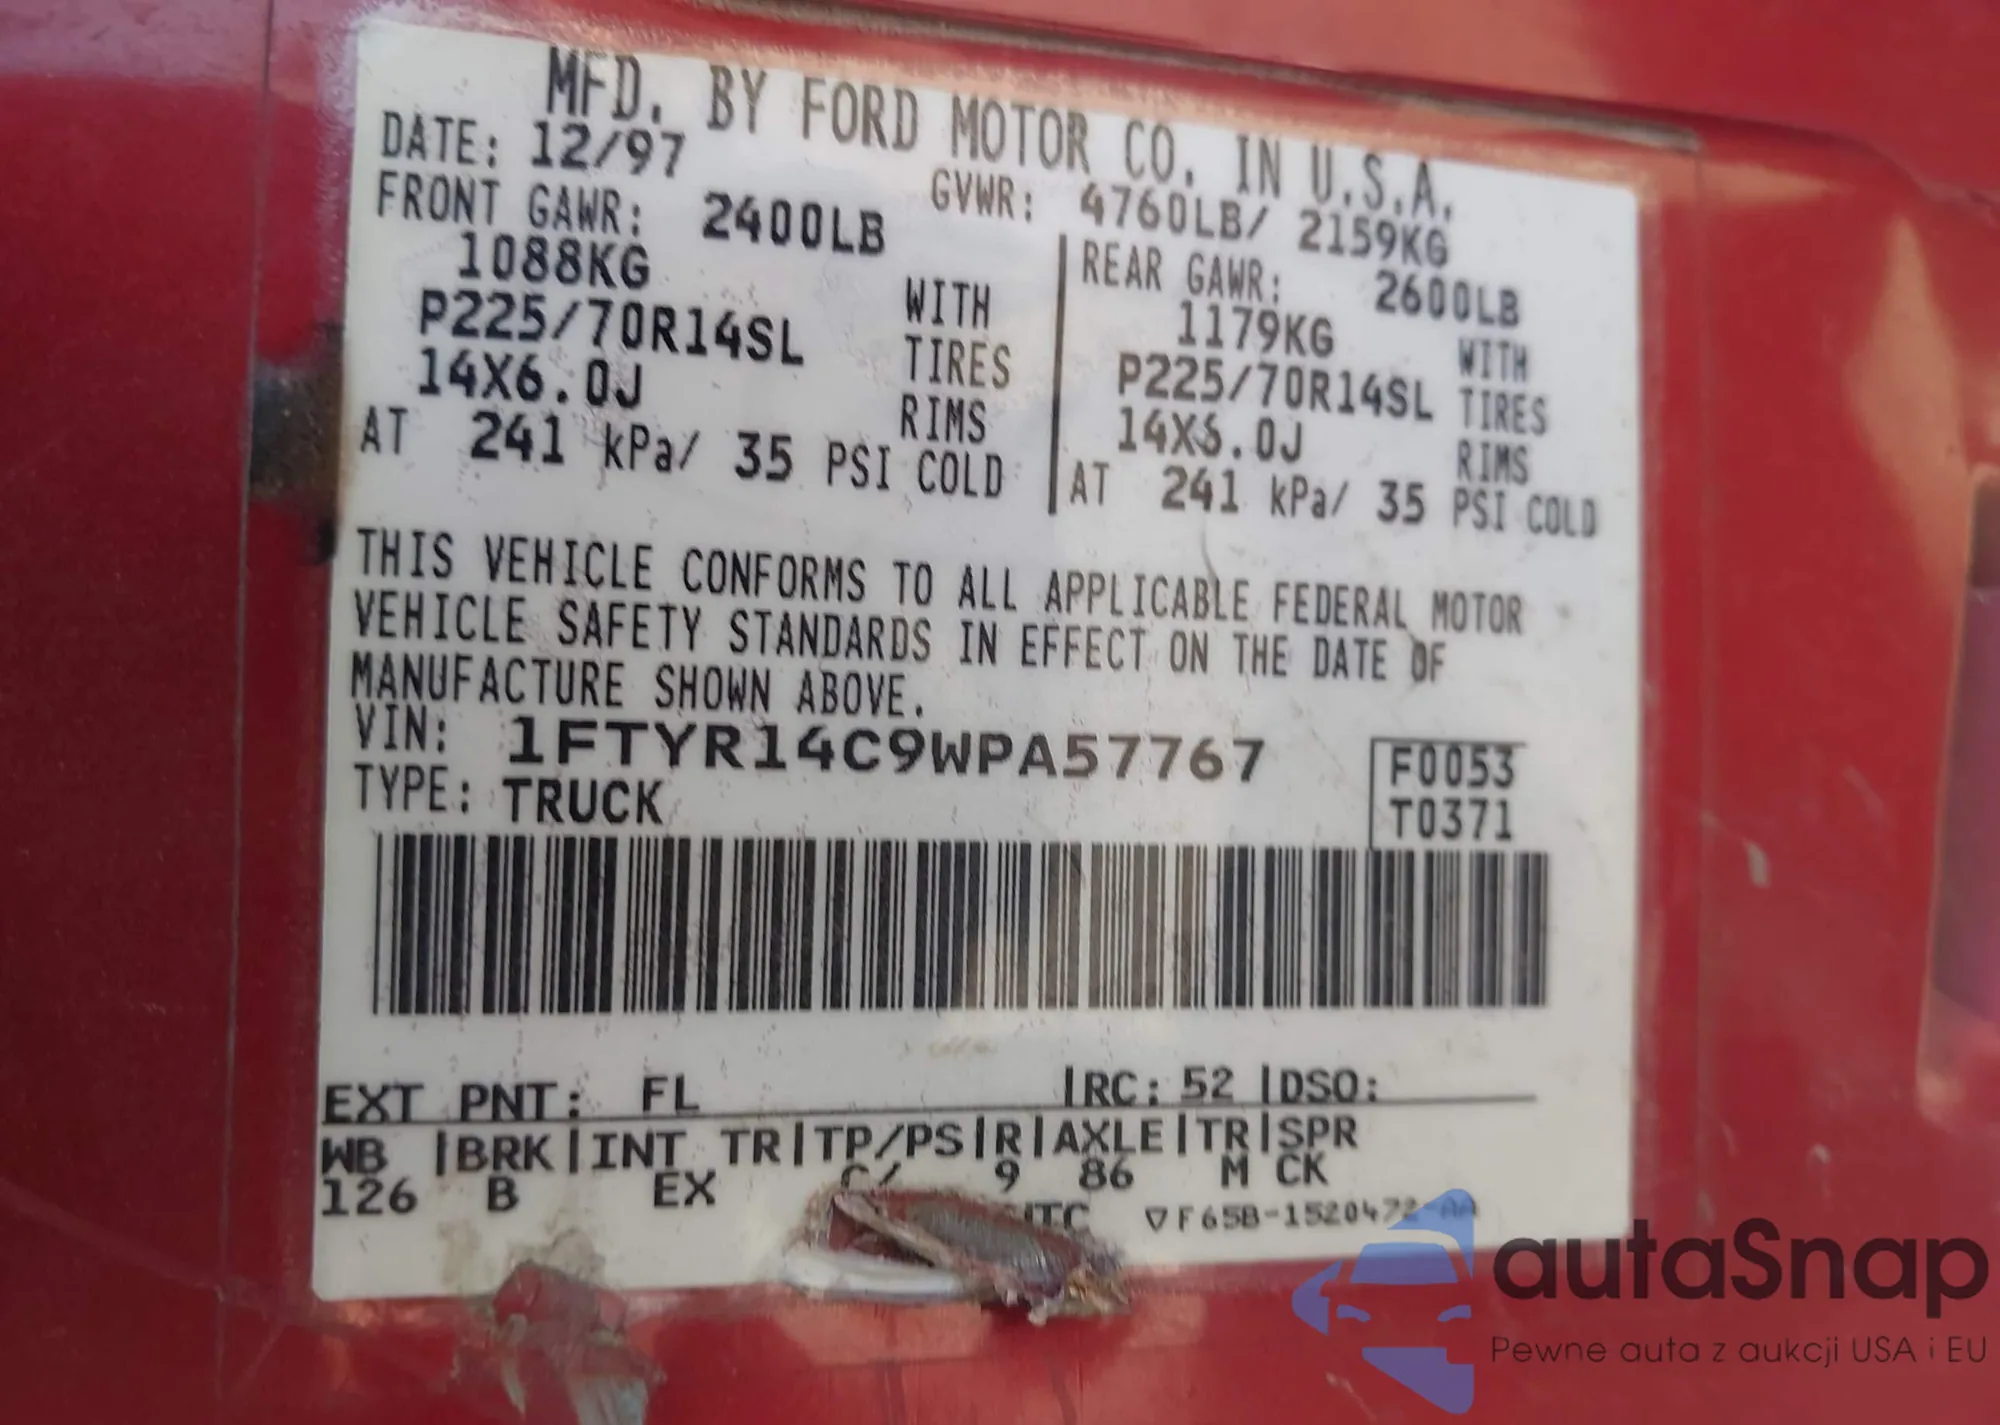 MFD. BY FORD MOTOR CO. IN U.S.A.
DATE: 12/97 GVWR: 4760LB/ 2159KG
FRONT GAWR: 2400LB
1088KG WITH
P225/70R14SL TIRES
14X6.0J RIMS
AT 241 kPa/ 35 PSI COLD
REAR GAWR: 2600LB
1179KG WITH
P225/70R14SL TIRES
14X6.0J RIMS
AT 241 kPa/ 35 PSI COLD
THIS VEHICLE CONFORMS TO ALL APPLICABLE FEDERAL MOTOR
VEHICLE SAFETY STANDARDS IN EFFECT ON THE DATE OF
MANUFACTURE SHOWN ABOVE.
VIN: 1FTYR14C9WPA57767
TYPE: TRUCK
F0053
T0371
EXT PNT: FL |RC: 52 |DSO:
WB |BRK|INT TR|TP/PS|R|AXLE|TR|SPR
126 B EX C/ 9 86 M CK
▽F65B-1520472-AA
autaSnap
Pewne auta z aukcji USA i EU